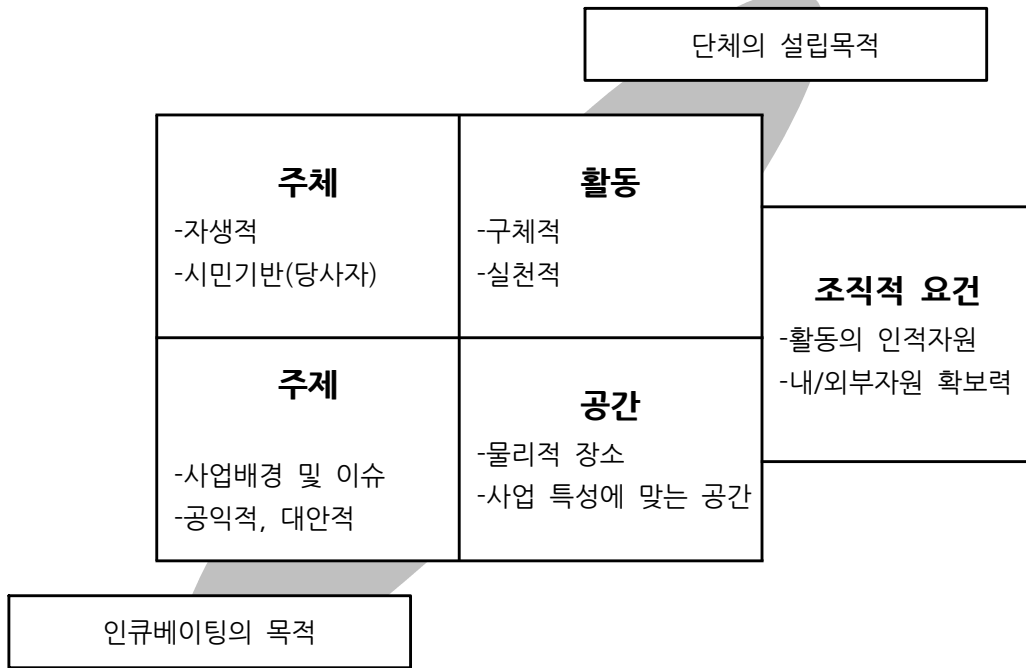 단체의 설립목적
주체
-자생적
-시민기반(당사자)
활동
-구체적
-실천적
주제
-사업배경 및 이슈
-공익적, 대안적
공간
-물리적 장소
-사업 특성에 맞는 공간
조직적 요건
-활동의 인적자원
-내/외부자원 확보력
인큐베이팅의 목적